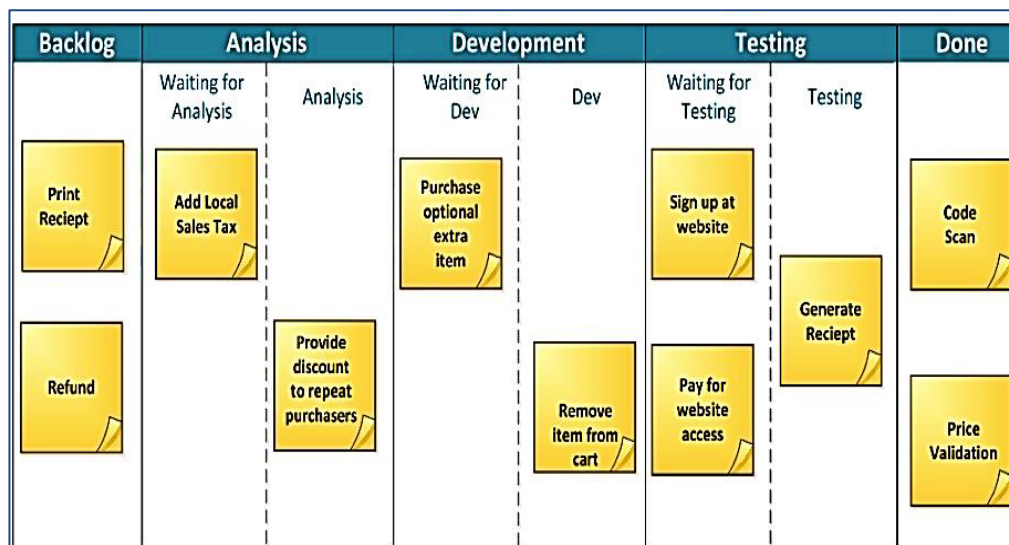 Backlog
Analysis
Development
Testing
Done
Waiting for
Analysis
Analysis
Waiting for
Dev
Dev
Waiting for
Testing
Testing
Print
Reciept
Add Local
Sales Tax
Purchase
optional
extra
item
Sign up at
website
Code
Scan
Generate
Reciept
Refund
Provide
discount
to repeat
purchasers
Remove
item from
cart
Pay for
website
access
Price
Validation